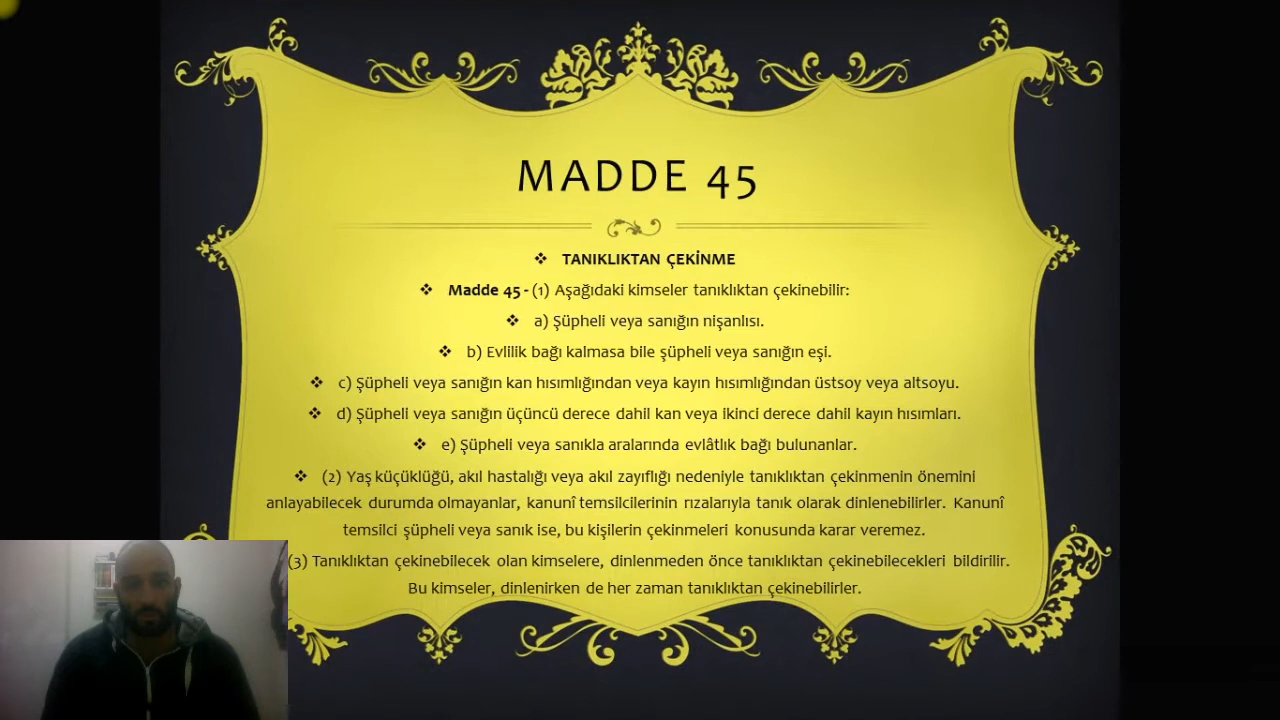 MADDE 45
❖ TANIKLIKTAN ÇEKİNME
❖ Madde 45 - (1) Aşağıdaki kimseler tanıklıktan çekinebilir:
❖ a) Şüpheli veya sanığın nişanlısı.
❖ b) Evlilik bağı kalmasa bile şüpheli veya sanığın eşi.
❖ c) Şüpheli veya sanığın kan hısımlığından veya kayın hısımlığından üstsoy veya altsoyu.
❖ d) Şüpheli veya sanığın üçüncü derece dahil kan veya ikinci derece dahil kayın hısımları.
❖ e) Şüpheli veya sanıkla aralarında evlâtlık bağı bulunanlar.
❖ (2) Yaş küçüklüğü, akıl hastalığı veya akıl zayıflığı nedeniyle tanıklıktan çekinmenin önemini
anlayabilecek durumda olmayanlar, kanunî temsilcilerinin rızalarıyla tanık olarak dinlenebilirler. Kanunî
temsilci şüpheli veya sanık ise, bu kişilerin çekinmeleri konusunda karar veremez.
(3) Tanıklıktan çekinebilecek olan kimselere, dinlenmeden önce tanıklıktan çekinebilecekleri bildirilir.
Bu kimseler, dinlenirken de her zaman tanıklıktan çekinebilirler.